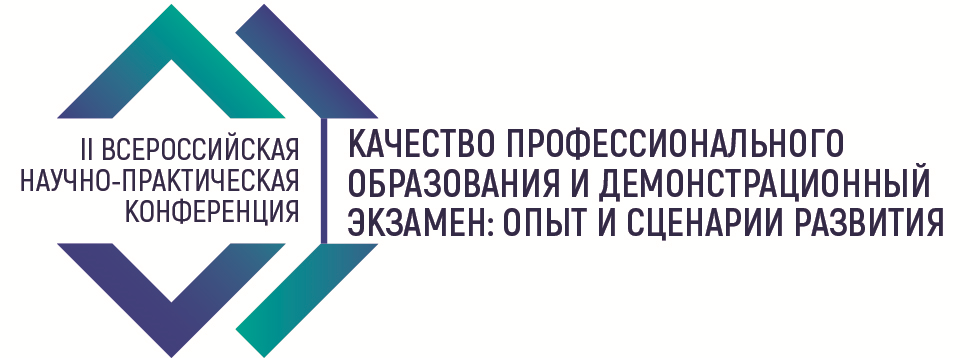 II ВСЕРОССИЙСКАЯ
НАУЧНО-ПРАКТИЧЕСКАЯ
КОНФЕРЕНЦИЯ
КАЧЕСТВО ПРОФЕССИОНАЛЬНОГО
ОБРАЗОВАНИЯ И ДЕМОНСТРАЦИОННЫЙ
ЭКЗАМЕН: ОПЫТ И СЦЕНАРИИ РАЗВИТИЯ